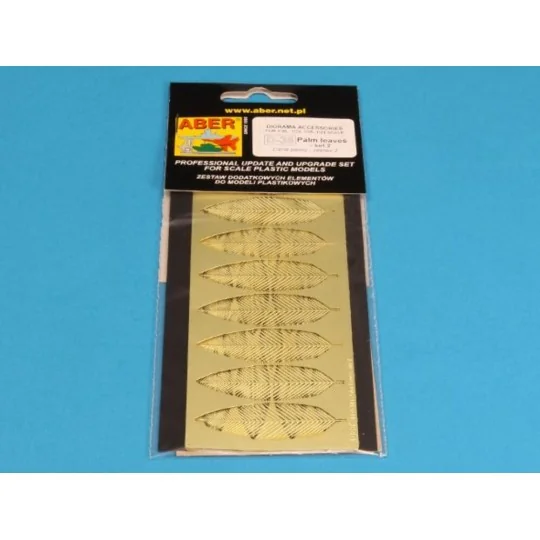 www.aber.net.pl
ABER
DIORAMA ACCESSORIES
D-36 Palm leaves
- set 2
PROFESSIONAL UPDATE AND UPGRADE SET
FOR SCALE PLASTIC MODELS
ZESTAW DODATKOWYCH ELEMENTÓW
DO MODELI PLASTIKOWYCH